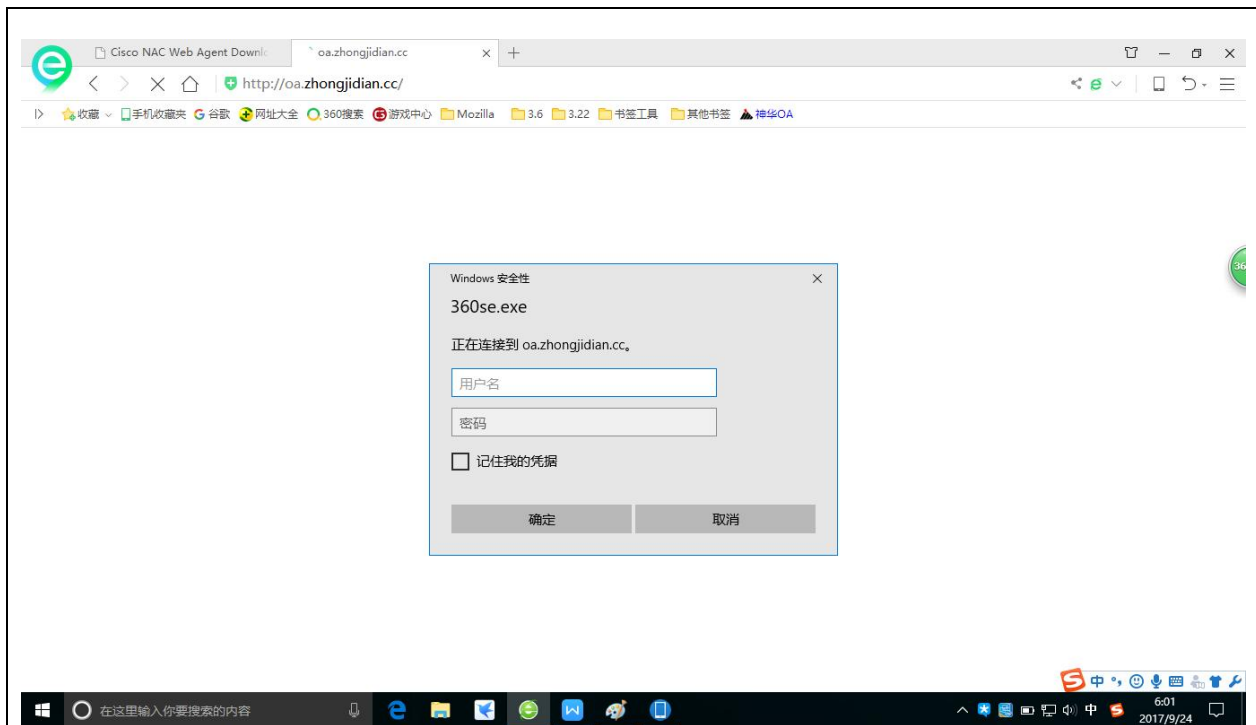 Cisco NAC Web Agent Downlo
oa.zhongjidian.cc
http://oa.zhongjidian.cc/
收藏 手机收藏夹 谷歌 网址大全 360搜索 游戏中心 Mozilla 3.6 3.22 书签工具 其他书签 神华OA
36
Windows 安全性
360se.exe
正在连接到 oa.zhongjidian.cc。
用户名
密码
记住我的凭据
确定 取消
中
在这里输入你要搜索的内容
中 6:01
2017/9/24